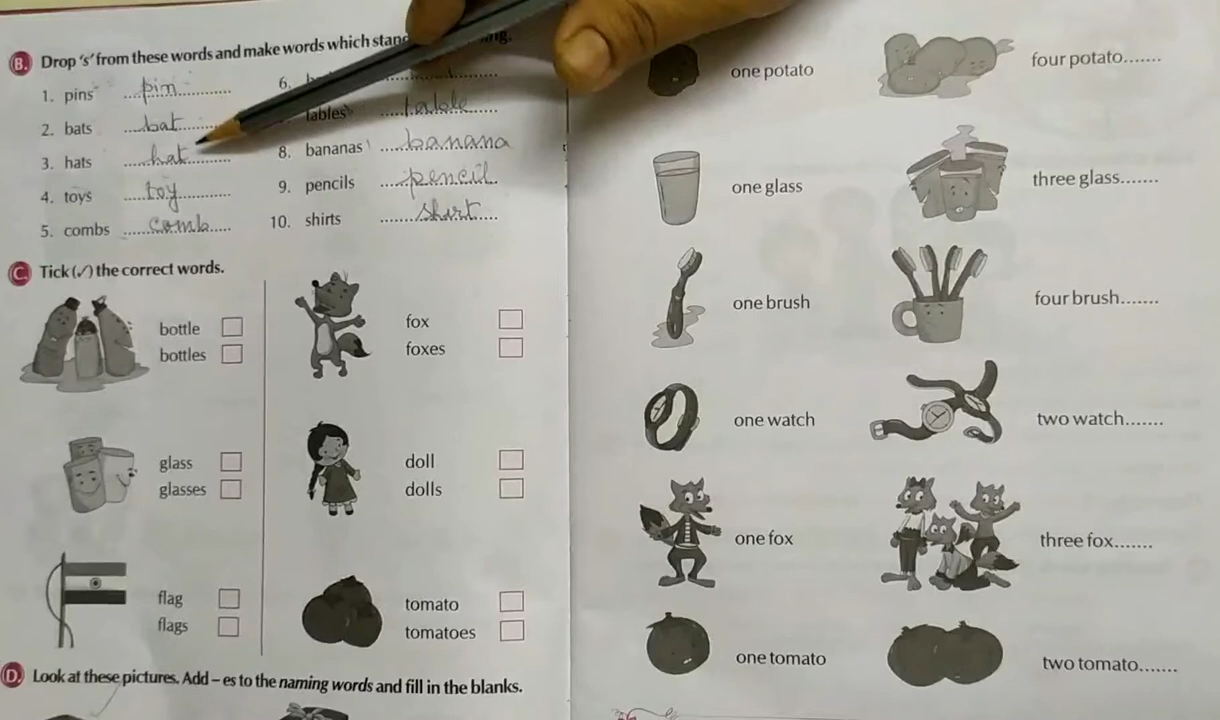 B. Drop 's' from these words and make words which
1. pins pin
2. bats bat
3. hats hat
4. toys toy
5. combs comb
6.
tables table
8. bananas banana
9. pencils pencil
10. shirts shirt
C. Tick (✓) the correct words.
bottle
bottles
glass
glasses
flag
flags
fox
foxes
doll
dolls
tomato
tomatoes
D. Look at these pictures. Add – es to the naming words and fill in the blanks.
one potato four potato.......
one glass three glass.......
one brush four brush.......
one watch two watch.......
one fox three fox.......
one tomato two tomato.......